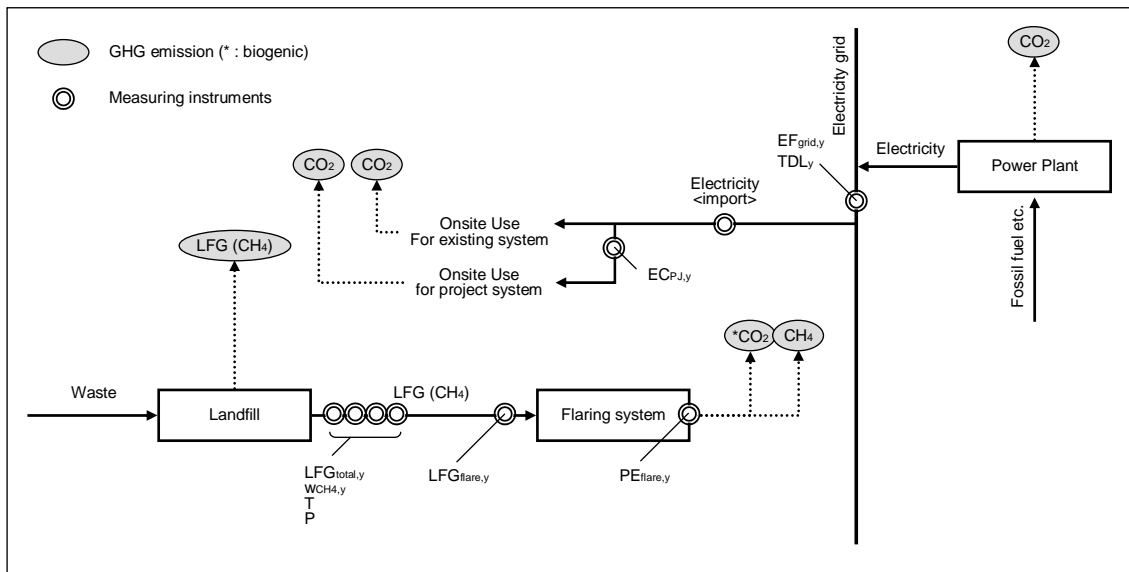 GHG emission (* : biogenic)
Measuring instruments
Electricity grid
CO₂
EFgrid,y
TDLy
Electricity
Power Plant
Fossil fuel etc.
CO₂
CO₂
Electricity
<import>
Onsite Use
For existing system
LFG (CH₄)
ECPJ,y
Onsite Use
for project system
*CO₂
CH₄
Waste
Landfill
LFG (CH₄)
Flaring system
LFGtotal,y
wCH4,y
T
P
LFGflare,y
PEflare,y